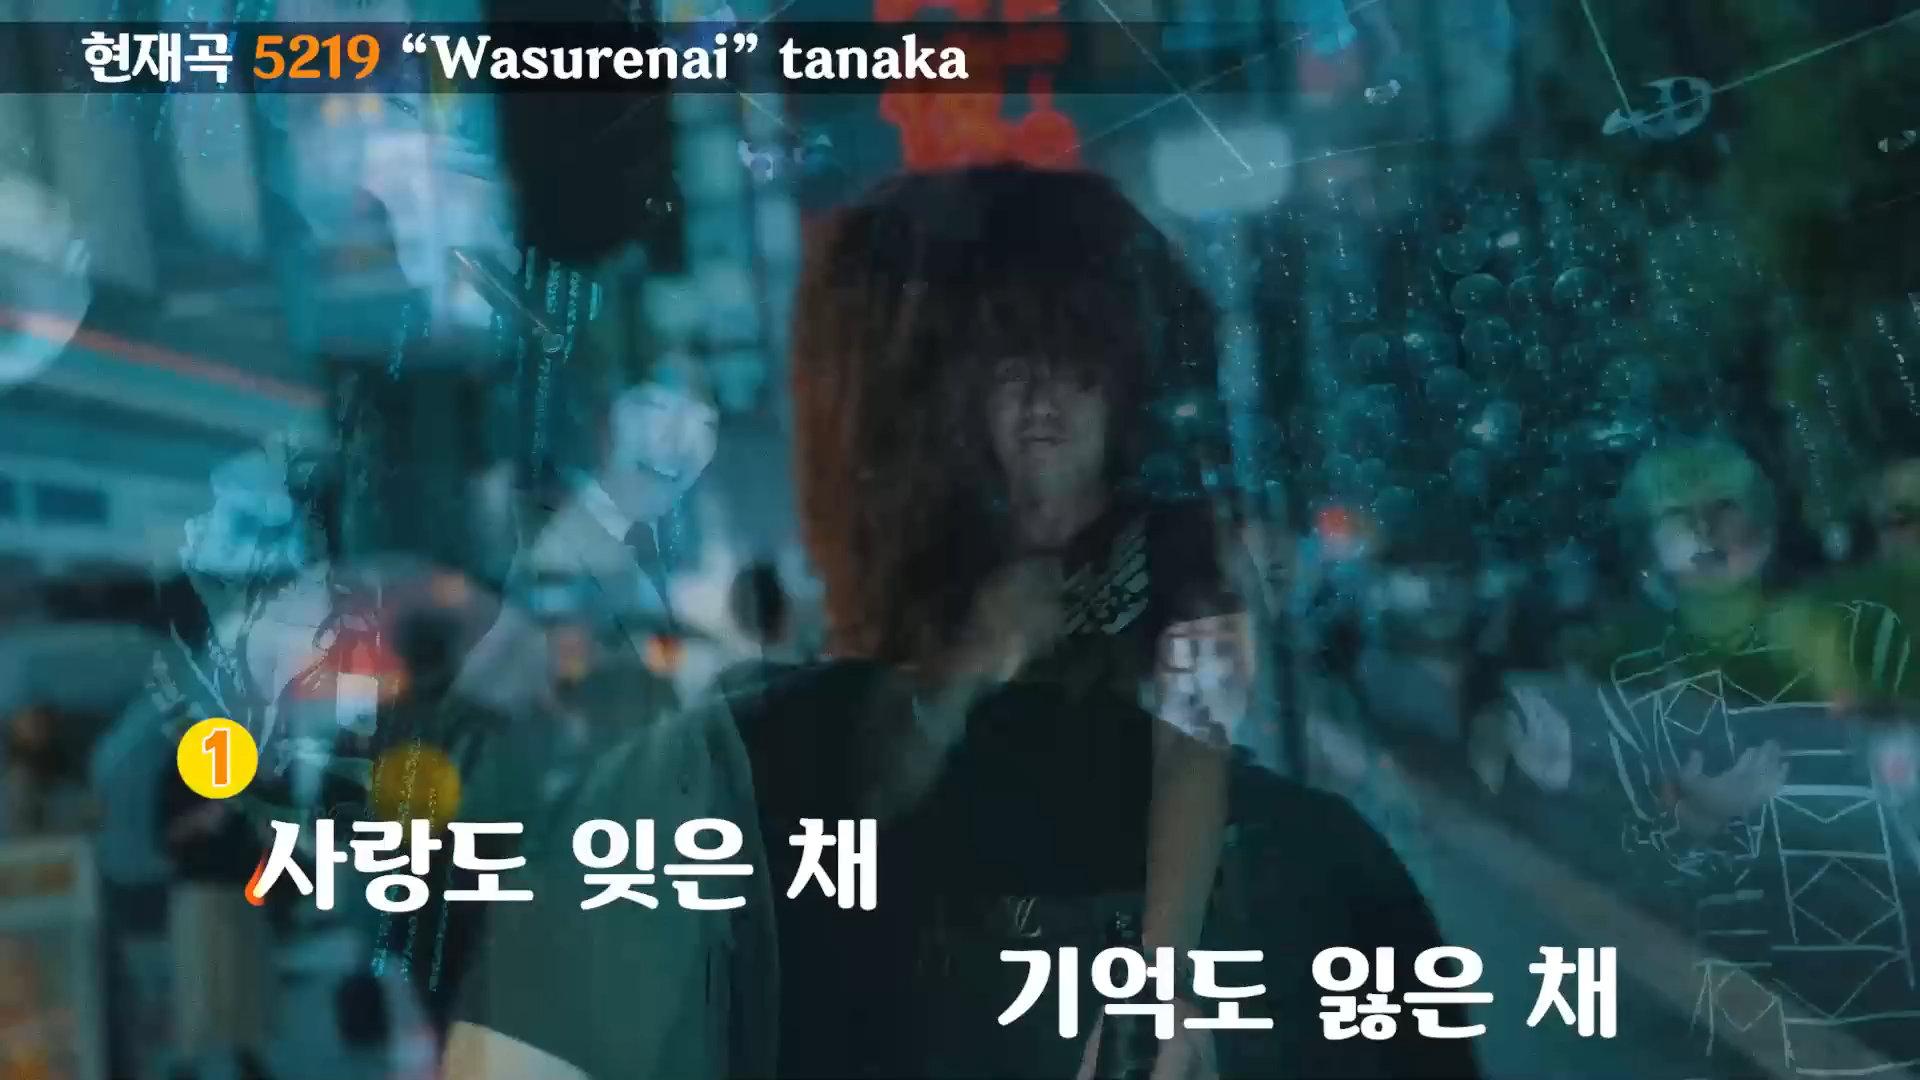 현재곡 5219 “Wasurenai” tanaka
1
사랑도 잊은 채
기억도 잃은 채